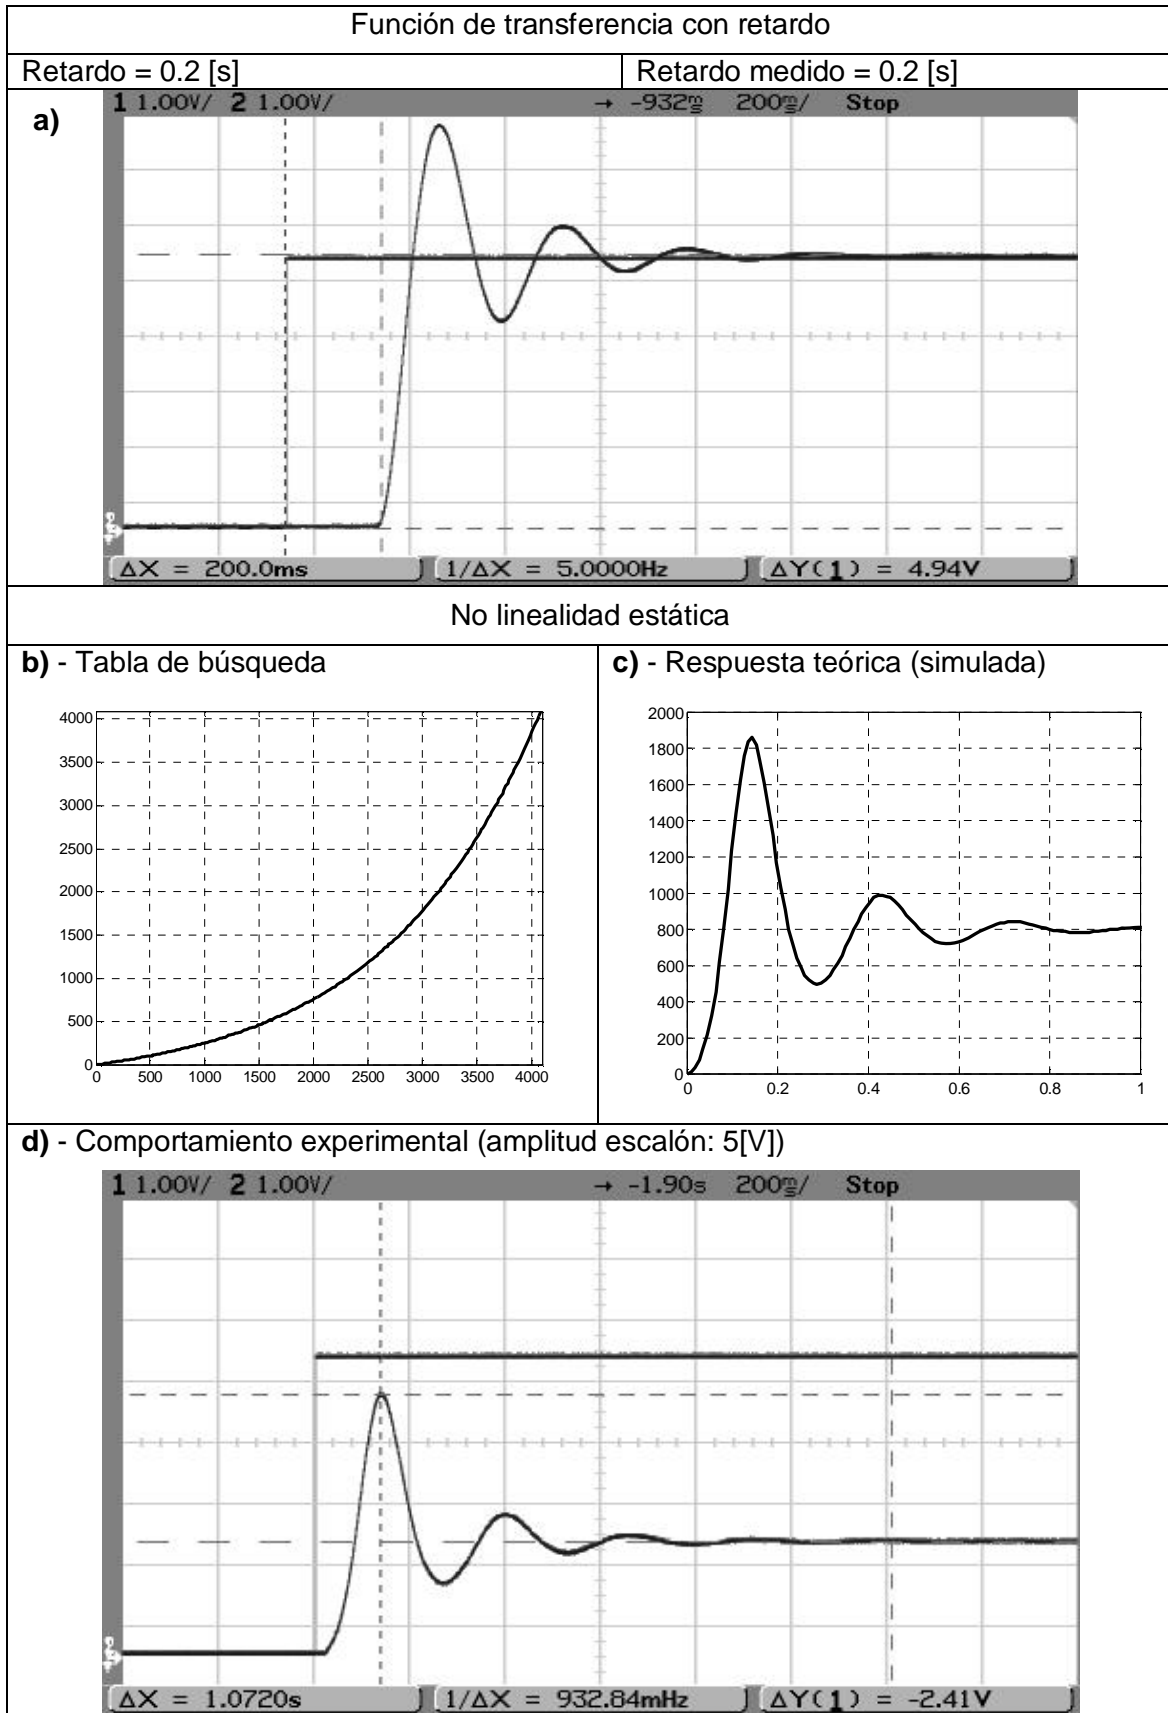 Función de transferencia con retardo
Retardo = 0.2 [s]
Retardo medido = 0.2 [s]
a)
1 1.00V/ 2 1.00V/ → -932ms 200ms/ Stop
ΔX = 200.0ms 1/ΔX = 5.0000Hz ΔY(1) = 4.94V
No linealidad estática
b) - Tabla de búsqueda
4000
3500
3000
2500
2000
1500
1000
500
0
0 500 1000 1500 2000 2500 3000 3500 4000
c) - Respuesta teórica (simulada)
2000
1800
1600
1400
1200
1000
800
600
400
200
0
0 0.2 0.4 0.6 0.8 1
d) - Comportamiento experimental (amplitud escalón: 5[V])
1 1.00V/ 2 1.00V/ → -1.90s 200ms/ Stop
ΔX = 1.0720s 1/ΔX = 932.84mHz ΔY(1) = -2.41V